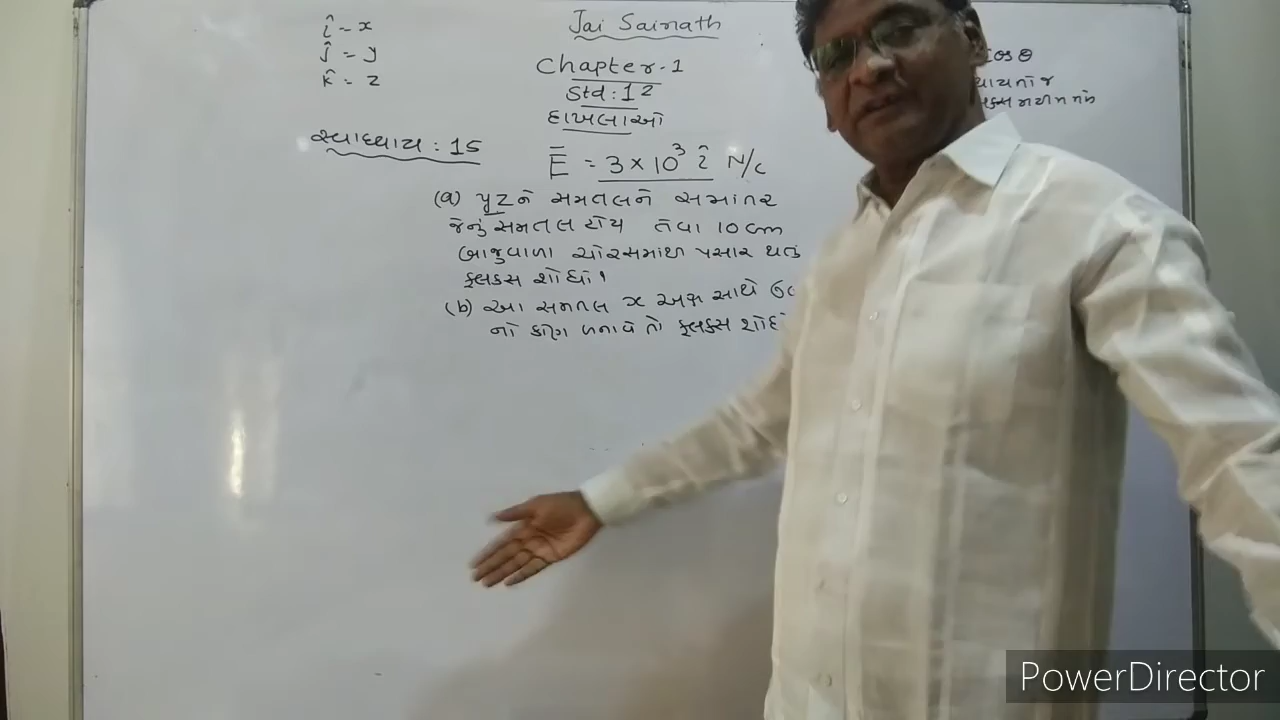 î - x
ĵ = y
k̂ = z
Jai Sainath
Chapter-1
Std : 12
દાખલાઓ
સ્વાધ્યાય : 15
E̅ = 3 × 10³ î N/C
(a) yz ને સમતલને સમાંતર
જેનું સમતલ હોય તેવા 10 cm
બાજુવાળા ચોરસમાંથી પસાર થતું
ફ્લક્સ શોધો
(b) આ સમતલ x અક્ષ સાથે
નો કોણ બનાવે તો ફ્લક્સ
PowerDirector